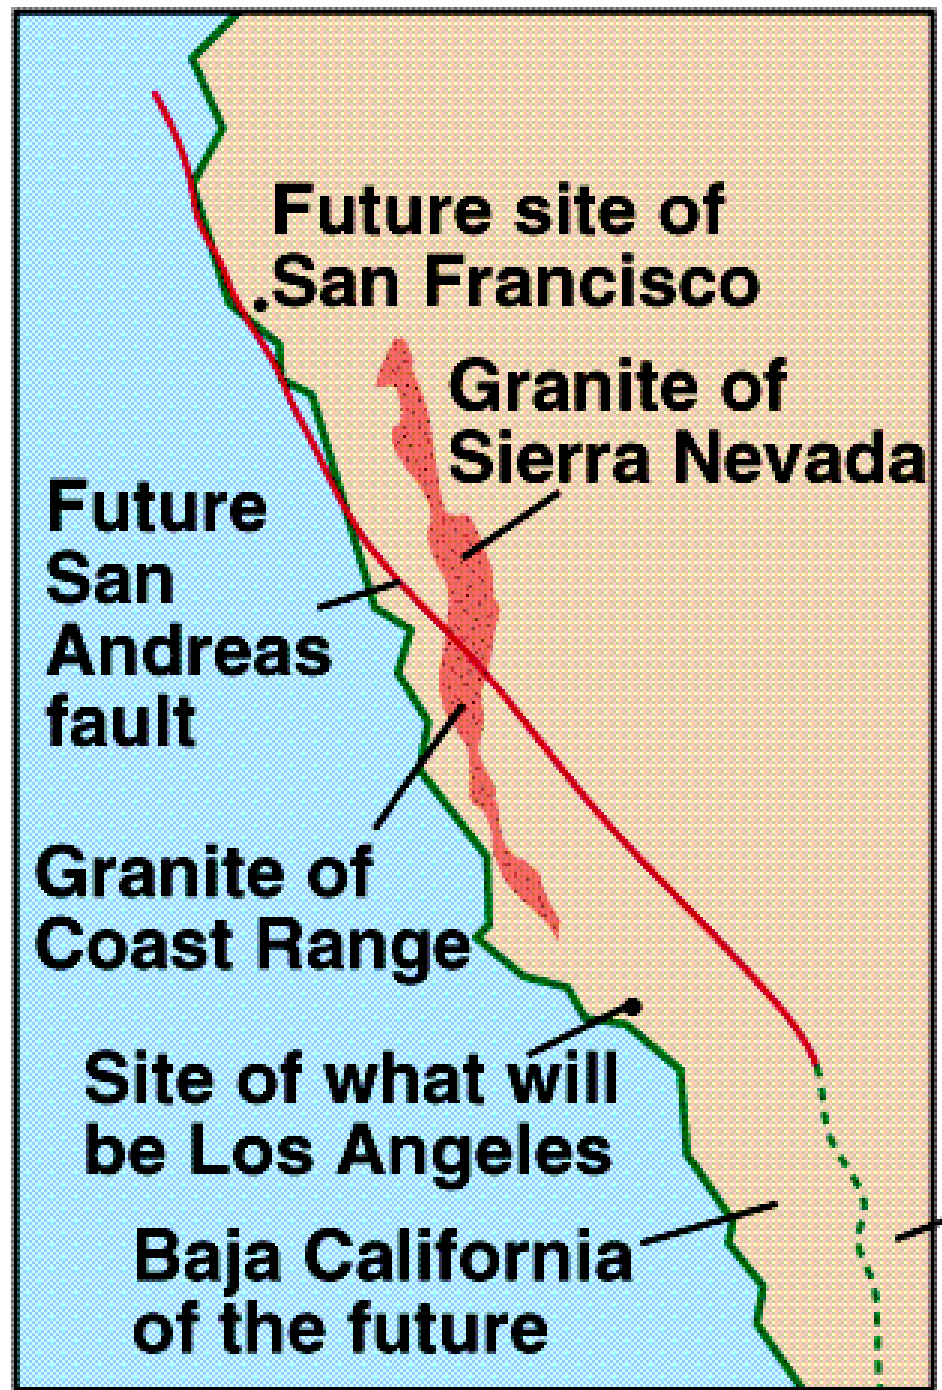 Future site of
San Francisco
Granite of
Sierra Nevada
Future
San
Andreas
fault
Granite of
Coast Range
Site of what will
be Los Angeles
Baja California
of the future